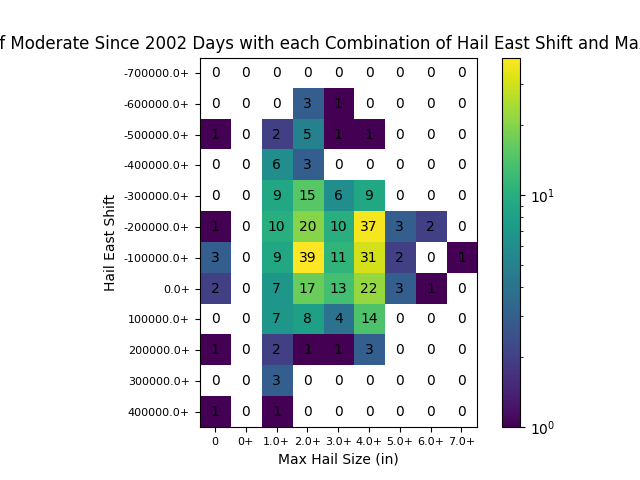 f Moderate Since 2002 Days with each Combination of Hail East Shift and Ma
-700000.0+ 0 0 0 0 0 0 0 0 0
-600000.0+ 0 0 0 3 1 0 0 0 0
-500000.0+ 1 0 2 5 1 1 0 0 0
-400000.0+ 0 0 6 3 0 0 0 0 0
-300000.0+ 0 0 9 15 6 9 0 0 0
-200000.0+ 1 0 10 20 10 37 3 2 0
-100000.0+ 3 0 9 39 11 31 2 0 1
0.0+ 2 0 7 17 13 22 3 1 0
100000.0+ 0 0 7 8 4 14 0 0 0
200000.0+ 1 0 2 1 1 3 0 0 0
300000.0+ 0 0 3 0 0 0 0 0 0
400000.0+ 1 0 1 0 0 0 0 0 0
0 0+ 1.0+ 2.0+ 3.0+ 4.0+ 5.0+ 6.0+ 7.0+
Max Hail Size (in)
Hail East Shift
10¹
10⁰